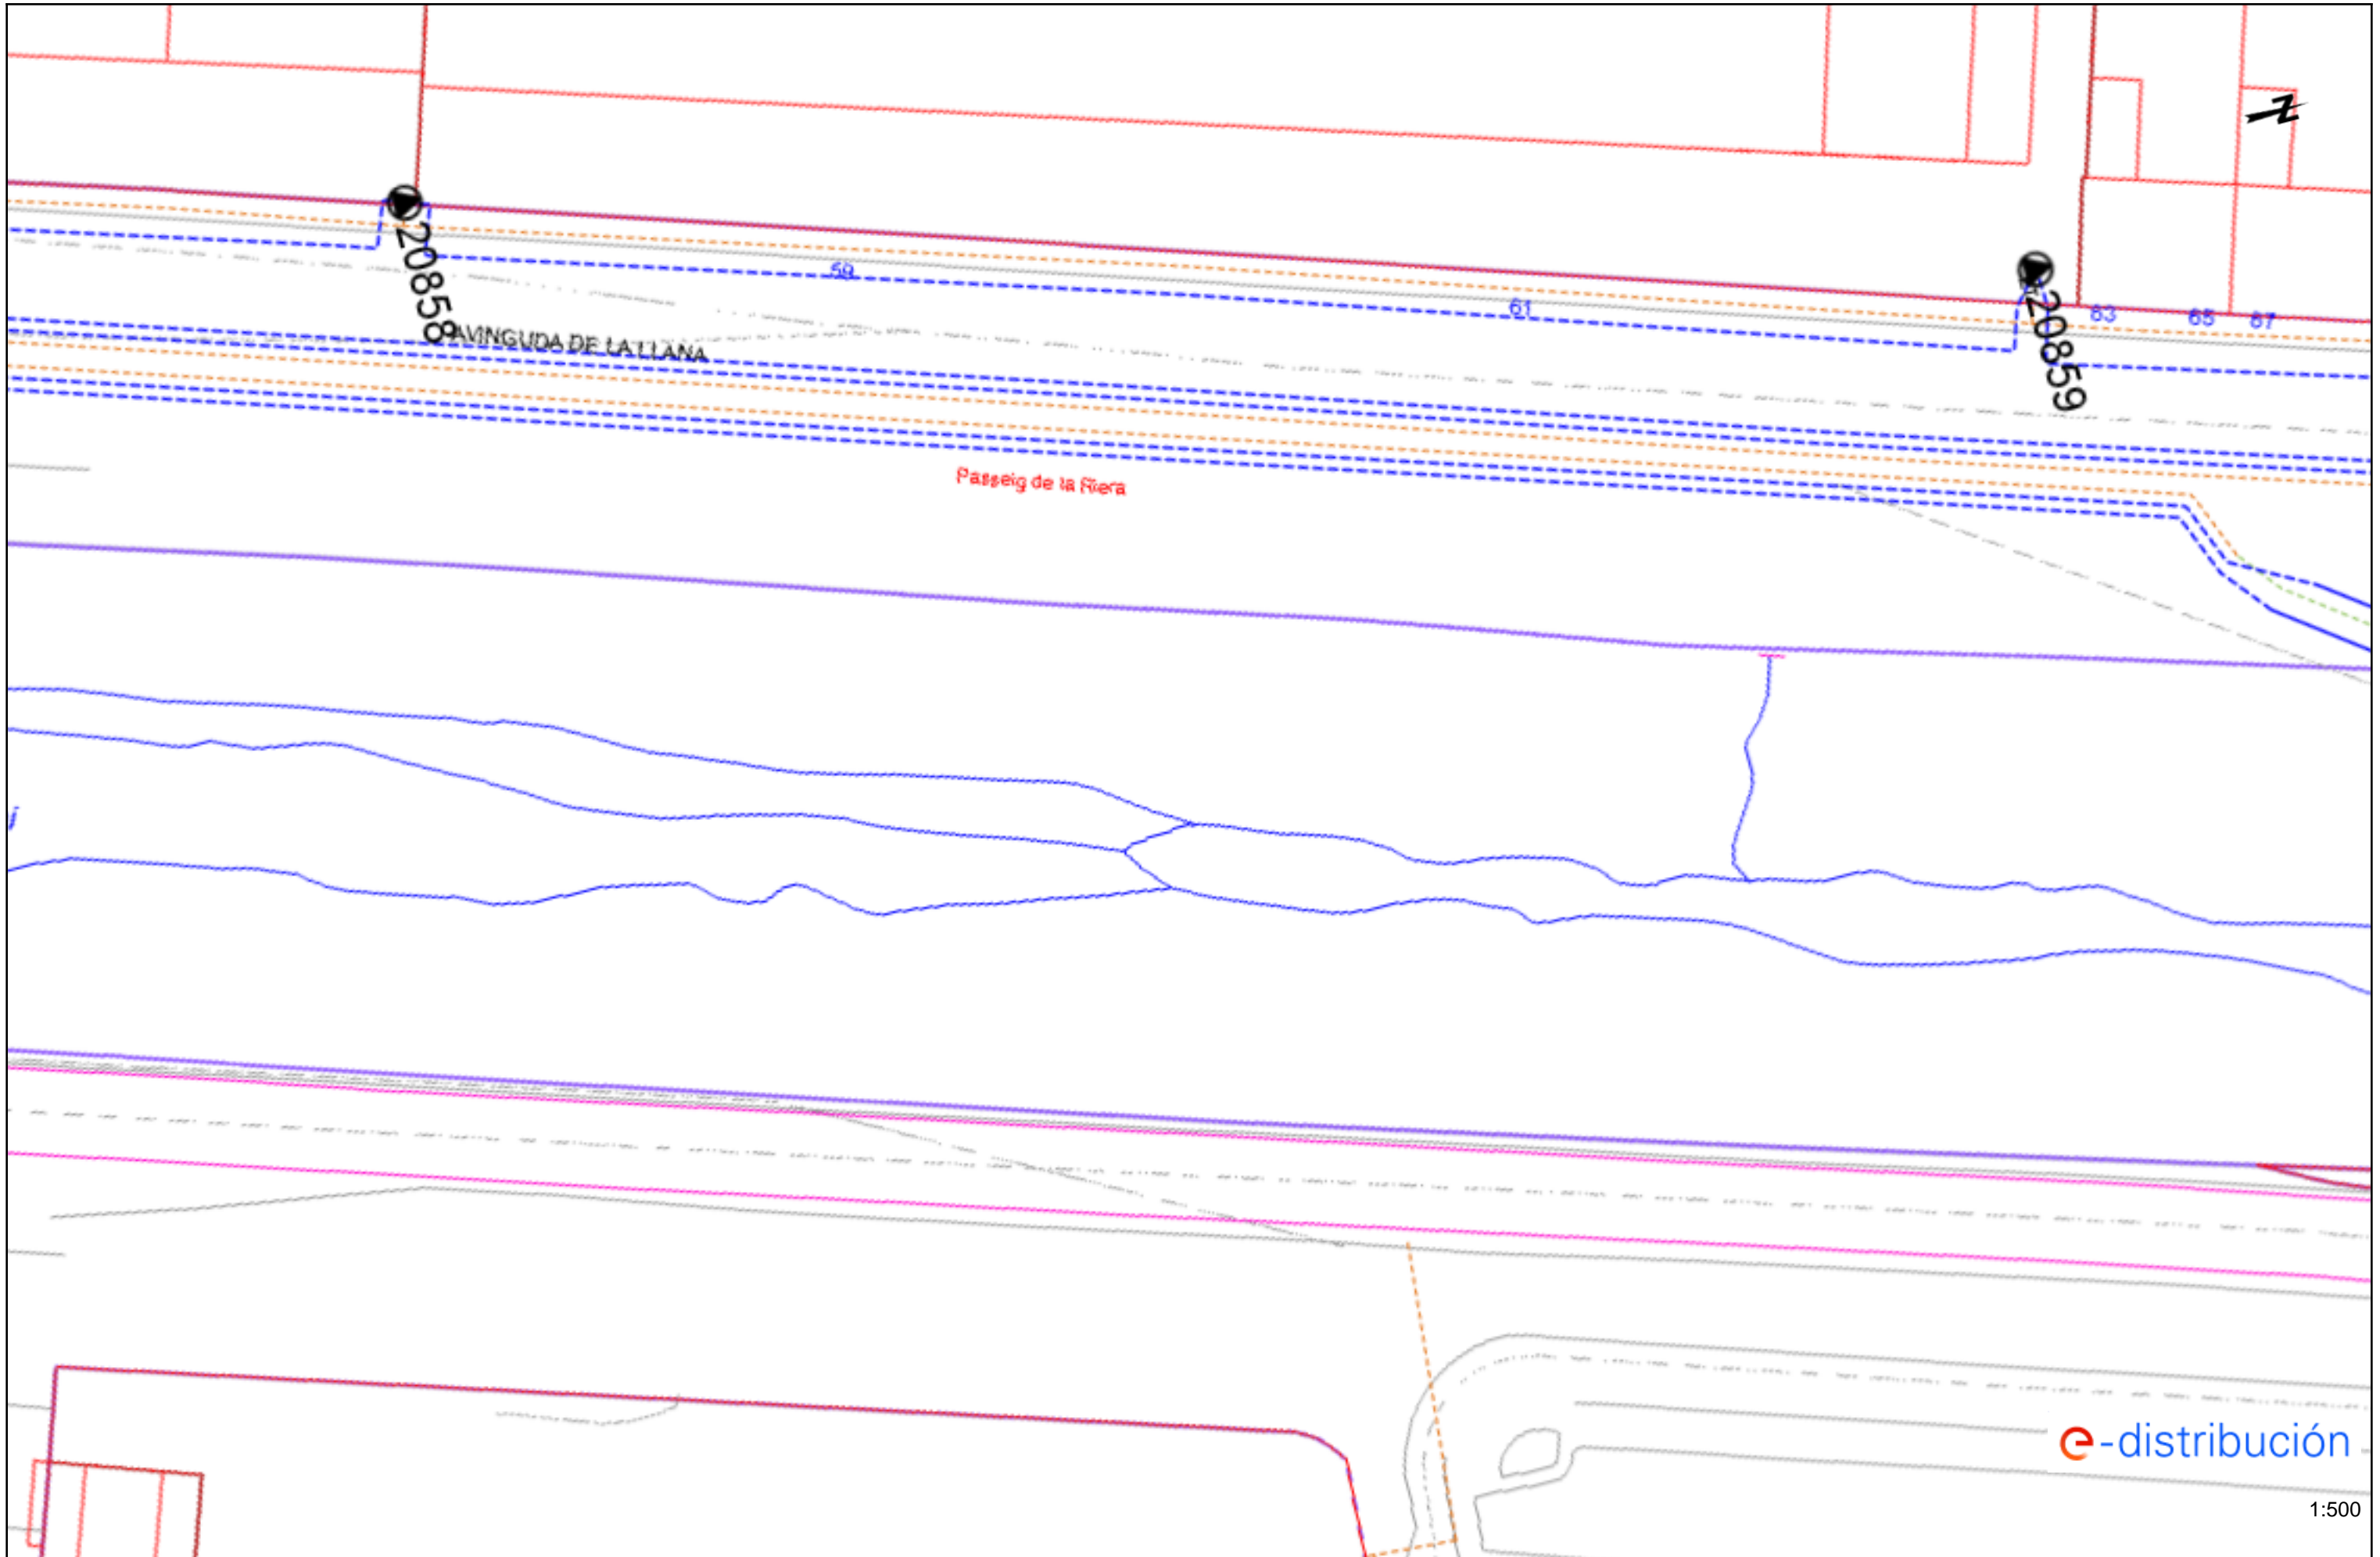 N
20858
20859
59
61
63
65
67
AVINGUDA DE LA LLANA
Passeig de la Riera
e-distribución
1:500